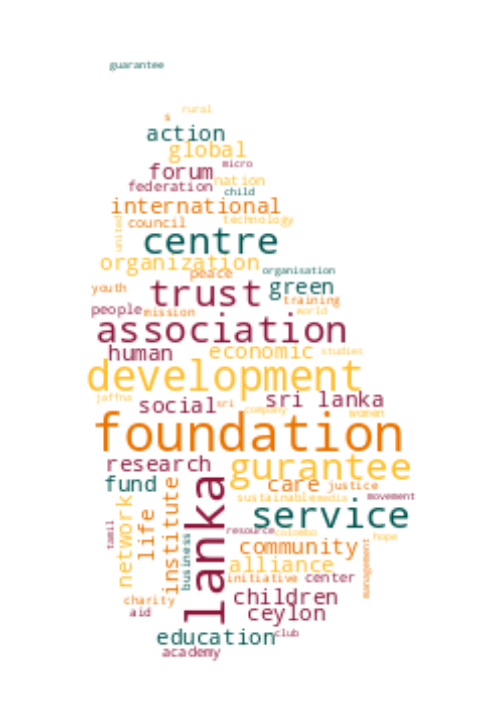 guarantee
rural
s
action
global
micro
forum
nation
federation
child
international
council
technology
united
centre
organization
organisation
peace
youth
trust
green
training
people
mission
world
association
human
economic
studies
development
jaffna
social
sri
sri lanka
company
women
foundation
research
gurantee
fund
care
justice
network
life
institute
lanka
sustainable
media
movement
service
tamil
business
resource
colombo
hope
community
alliance
management
initiative
center
charity
children
aid
ceylon
education
club
academy